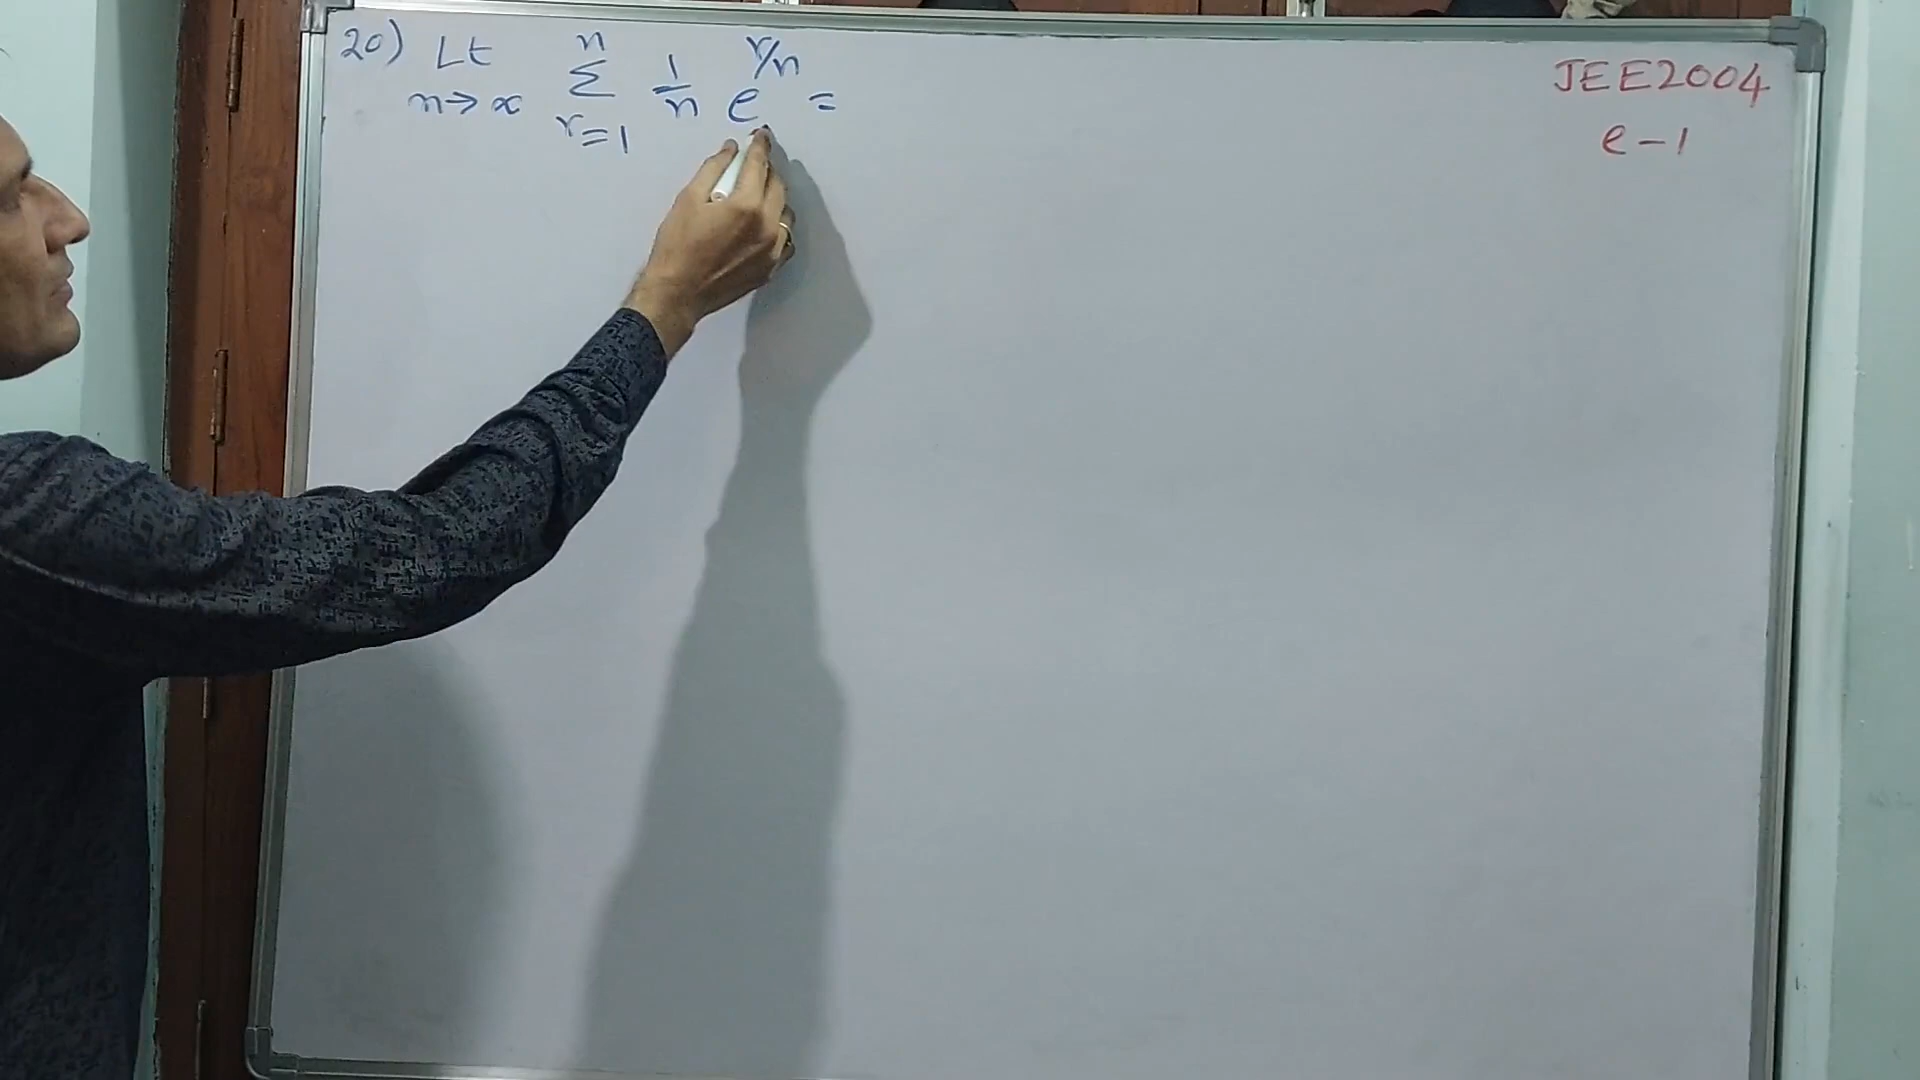 20) Lt n→∞ n Σ r=1 1/n e^r/n =
JEE2004
e-1